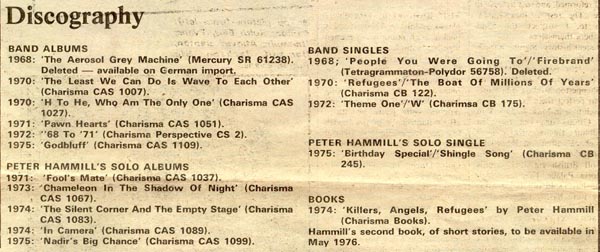 Discography
BAND ALBUMS
1968: 'The Aerosol Grey Machine' (Mercury SR 61238).
Deleted — available on German import.
1970: 'The Least We Can Do Is Wave To Each Other'
(Charisma CAS 1007).
1970: 'H To He, Who Am The Only One' (Charisma CAS
1027).
1971: 'Pawn Hearts' (Charisma CAS 1051).
1972: ''68 To '71' (Charisma Perspective CS 2).
1975: 'Godbluff' (Charisma CAS 1109).
PETER HAMMILL'S SOLO ALBUMS
1971: 'Fool's Mate' (Charisma CAS 1037).
1973: 'Chameleon In The Shadow Of Night' (Charisma
CAS 1067).
1974: 'The Silent Corner And The Empty Stage' (Charisma
CAS 1083).
1974: 'In Camera' (Charisma CAS 1089).
1975: 'Nadir's Big Chance' (Charisma CAS 1099).
BAND SINGLES
1968; 'People You Were Going To'/'Firebrand'
(Tetragrammaton-Polydor 56758). Deleted.
1970: 'Refugees'/'The Boat Of Millions Of Years'
(Charisma CB 122).
1972: 'Theme One'/'W' (Charimsa CB 175).
PETER HAMMILL'S SOLO SINGLE
1975: 'Birthday Special'/'Shingle Song' (Charisma CB
245).
BOOKS
1974: 'Killers, Angels, Refugees' by Peter Hammill
(Charisma Books).
Hammill's second book, of short stories, to be available in
May 1976.